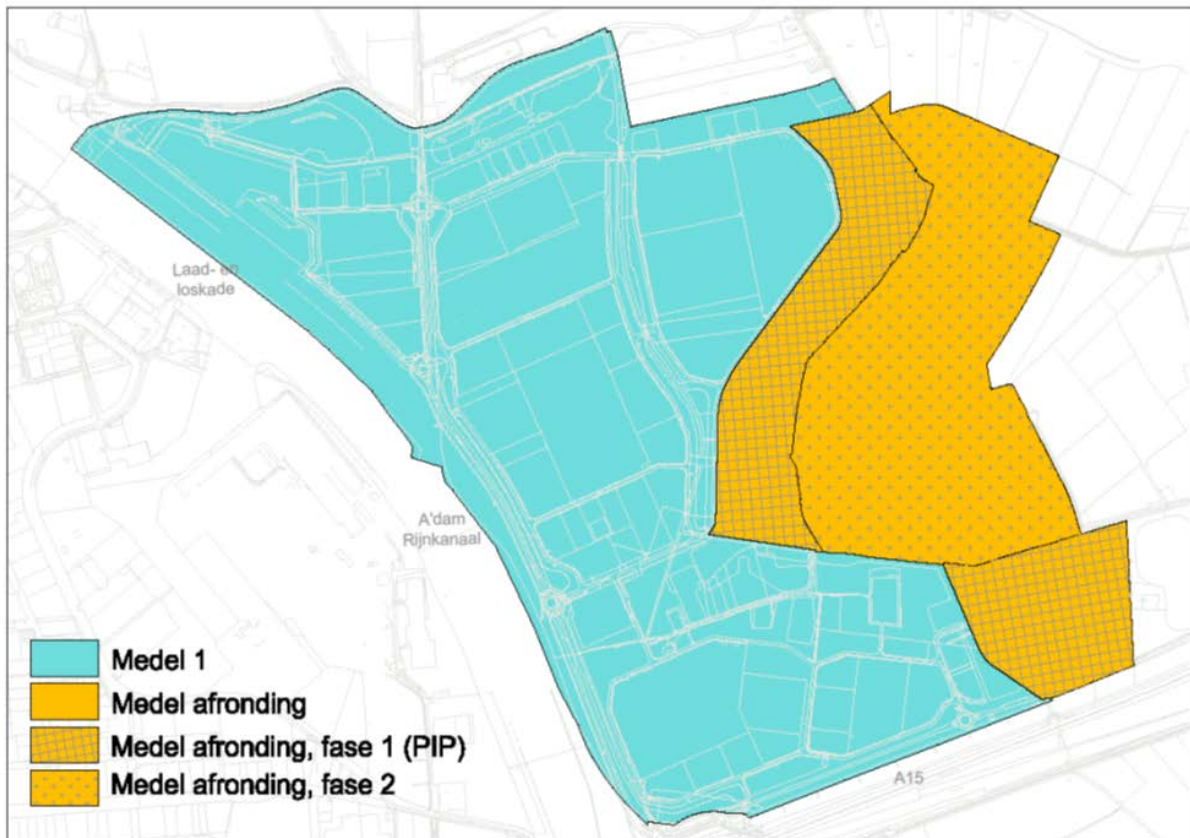 Laad- en
loskade
A'dam
Rijnkanaal
A15
Medel 1
Medel afronding
Medel afronding, fase 1 (PIP)
Medel afronding, fase 2